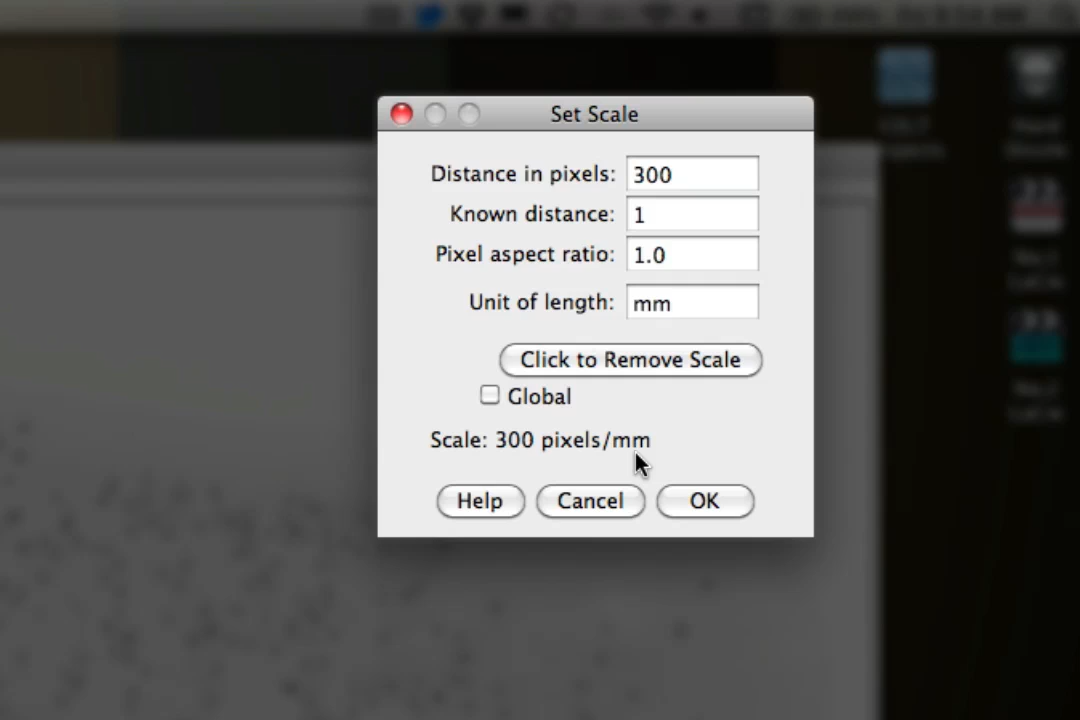 Set Scale
Distance in pixels: 300
Known distance: 1
Pixel aspect ratio: 1.0
Unit of length: mm
Click to Remove Scale
Global
Scale: 300 pixels/mm
Help Cancel OK